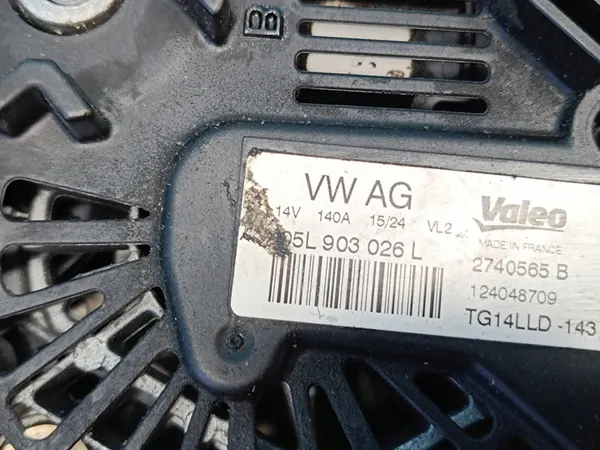 B
VW AG
14V 140A 15/24 VL2
05L 903 026 L
Valeo
MADE IN FRANCE
2740565 B
124048709
TG14LLD -143